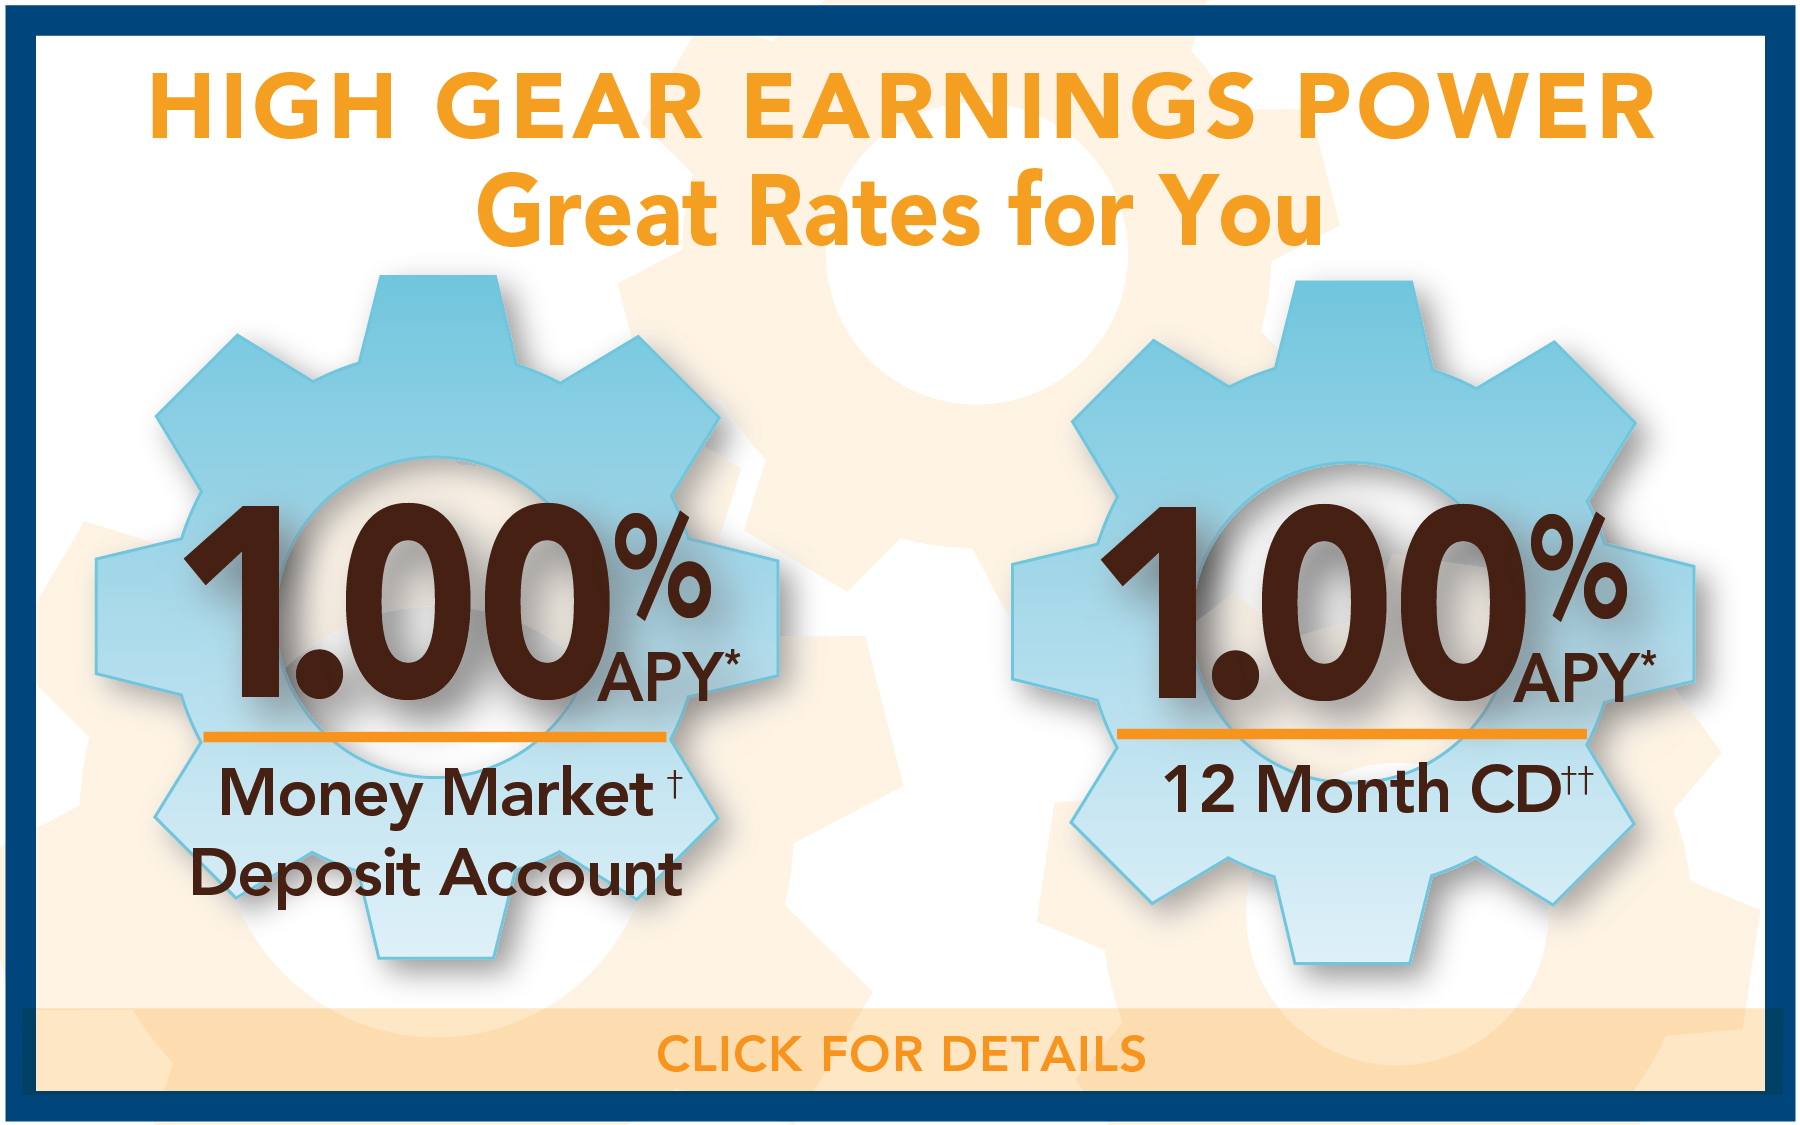 HIGH GEAR EARNINGS POWER
Great Rates for You
1.00% APY*
Money Market †
Deposit Account
1.00% APY*
12 Month CD††
CLICK FOR DETAILS